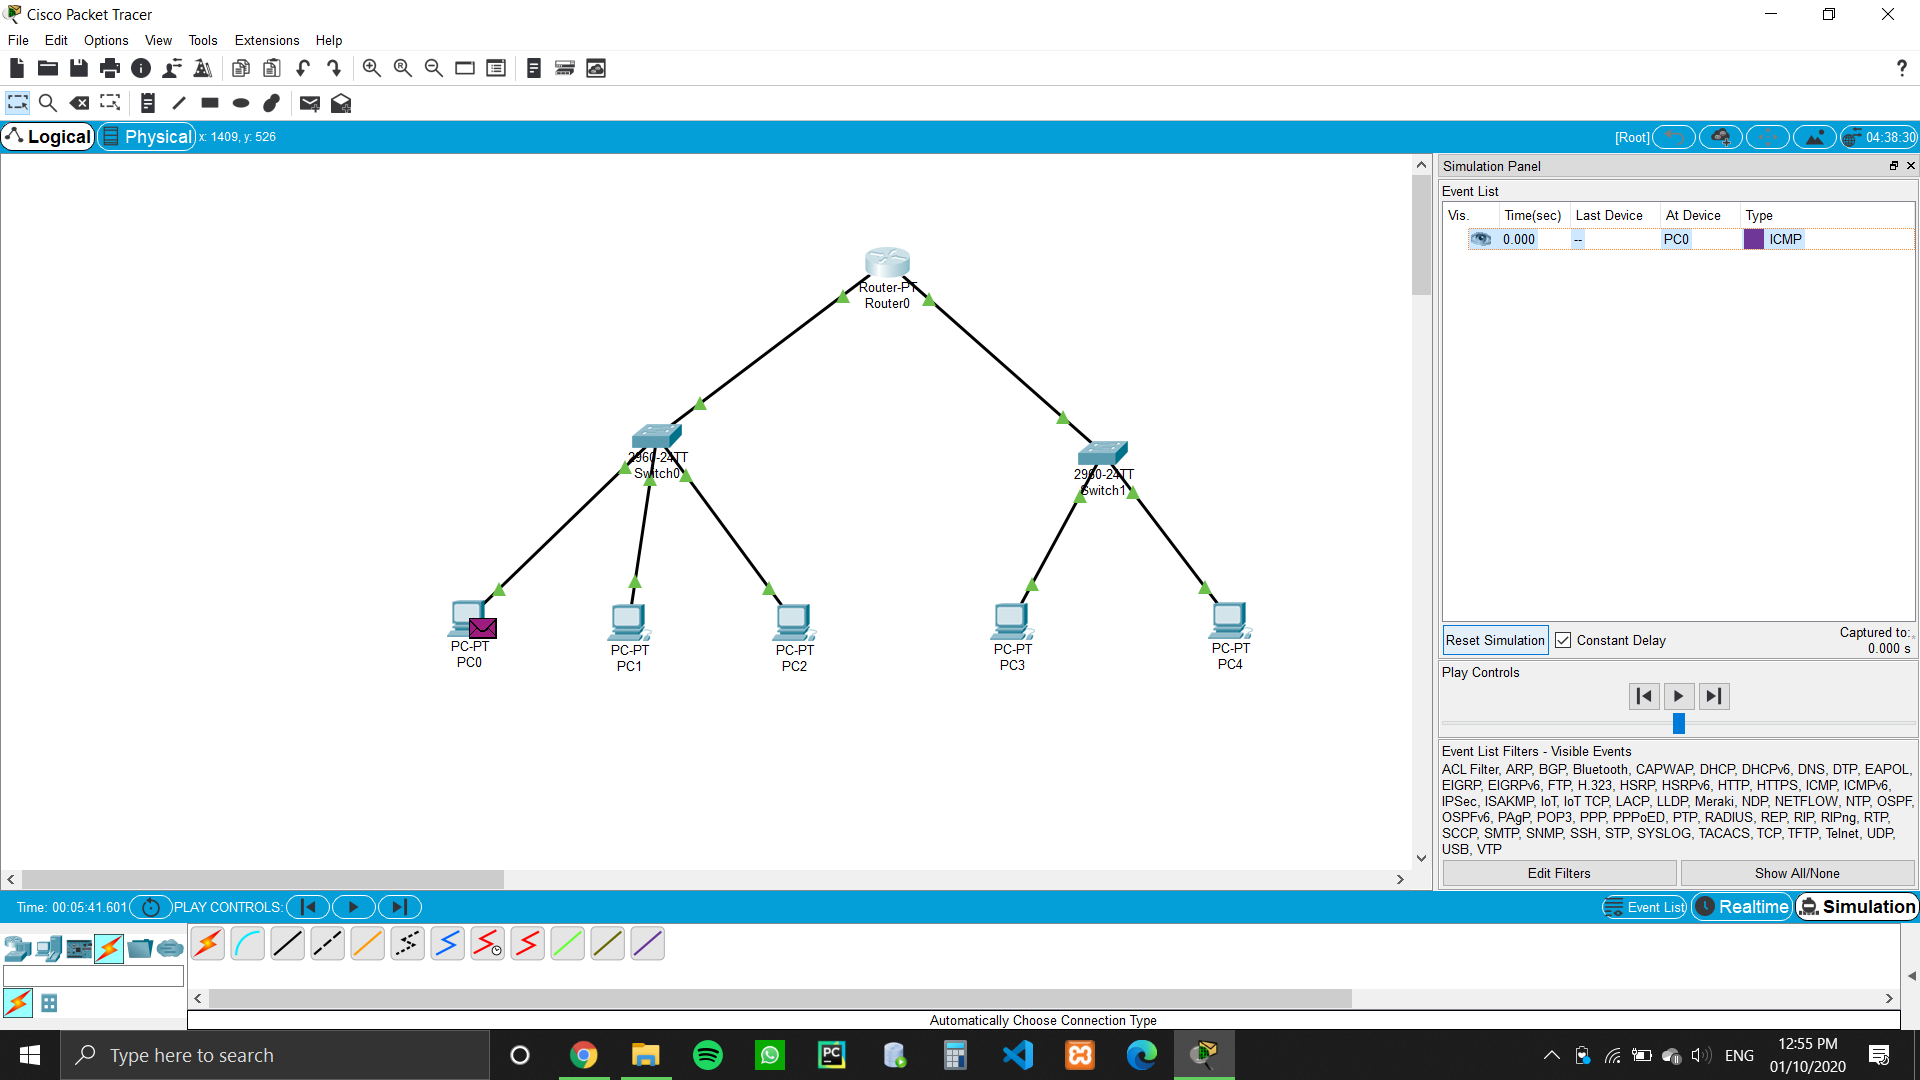 Cisco Packet Tracer
File Edit Options View Tools Extensions Help
Logical Physical x: 1409, y: 526 [Root] 04:38:30
Simulation Panel
Event List
Vis. Time(sec) Last Device At Device Type
0.000 -- PC0 ICMP
Router-PT
Router0
2960-24TT
Switch0
2960-24TT
Switch1
PC-PT
PC0
PC-PT
PC1
PC-PT
PC2
PC-PT
PC3
PC-PT
PC4
Reset Simulation Constant Delay Captured to:
0.000 s
Play Controls
Event List Filters - Visible Events
ACL Filter, ARP, BGP, Bluetooth, CAPWAP, DHCP, DHCPv6, DNS, DTP, EAPOL,
EIGRP, EIGRPv6, FTP, H.323, HSRP, HSRPv6, HTTP, HTTPS, ICMP, ICMPv6,
IPSec, ISAKMP, IoT, IoT TCP, LACP, LLDP, Meraki, NDP, NETFLOW, NTP, OSPF,
OSPFv6, PAgP, POP3, PPP, PPPoED, PTP, RADIUS, REP, RIP, RIPng, RTP,
SCCP, SMTP, SNMP, SSH, STP, SYSLOG, TACACS, TCP, TFTP, Telnet, UDP,
USB, VTP
Edit Filters Show All/None
Time: 00:05:41.601 PLAY CONTROLS: Event List Realtime Simulation
Automatically Choose Connection Type
Type here to search
ENG
12:55 PM
01/10/2020